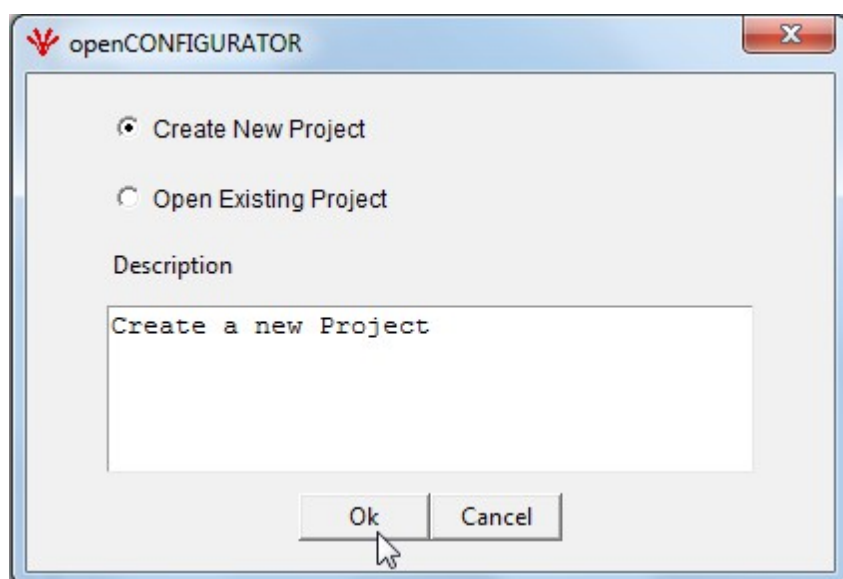 openCONFIGURATOR
Create New Project
Open Existing Project
Description
Create a new Project
Ok
Cancel